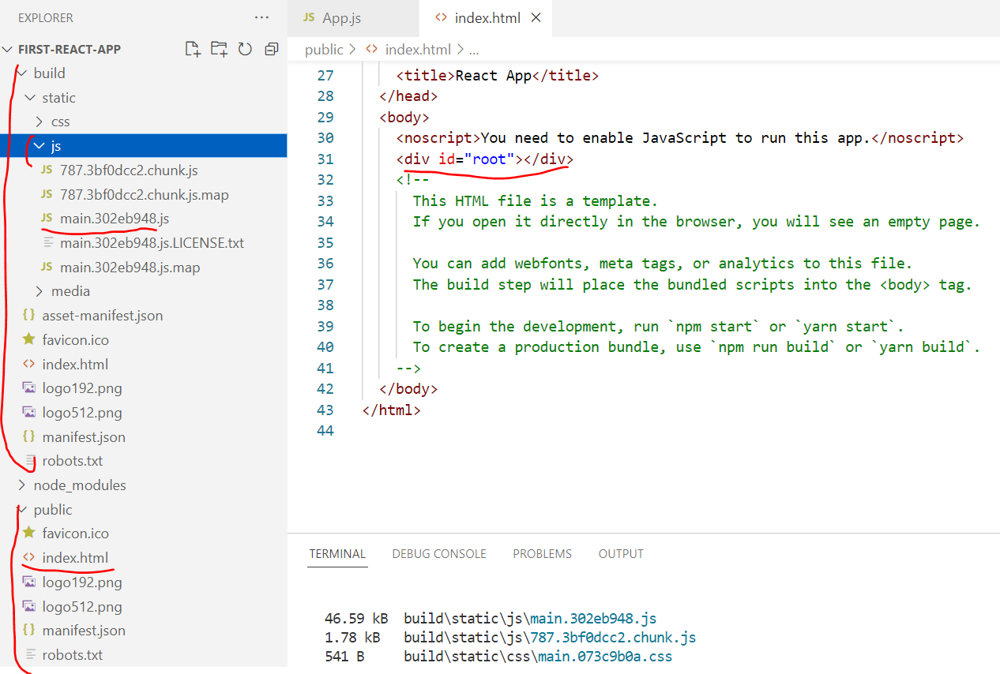 EXPLORER
FIRST-REACT-APP
build
static
css
js
787.3bf0dcc2.chunk.js
787.3bf0dcc2.chunk.js.map
main.302eb948.js
main.302eb948.js.LICENSE.txt
main.302eb948.js.map
media
asset-manifest.json
favicon.ico
index.html
logo192.png
logo512.png
manifest.json
robots.txt
node_modules
public
favicon.ico
index.html
logo192.png
logo512.png
manifest.json
robots.txt
JS App.js
<> index.html ×
public > <> index.html > ...
27 <title>React App</title>
28 </head>
29 <body>
30 <noscript>You need to enable JavaScript to run this app.</noscript>
31 <div id="root"></div>
32 <!--
33 This HTML file is a template.
34 If you open it directly in the browser, you will see an empty page.
35
36 You can add webfonts, meta tags, or analytics to this file.
37 The build step will place the bundled scripts into the <body> tag.
38
39 To begin the development, run `npm start` or `yarn start`.
40 To create a production bundle, use `npm run build` or `yarn build`.
41 -->
42 </body>
43 </html>
44
TERMINAL DEBUG CONSOLE PROBLEMS OUTPUT
46.59 kB build\static\js\main.302eb948.js
1.78 kB build\static\js\787.3bf0dcc2.chunk.js
541 B build\static\css\main.073c9b0a.css